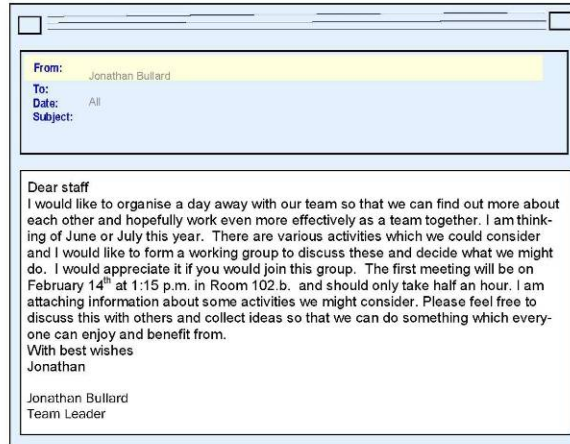 From:
Jonathan Bullard
To:
Date:
All
Subject:
Dear staff
I would like to organise a day away with our team so that we can find out more about
each other and hopefully work even more effectively as a team together. I am think-
ing of June or July this year. There are various activities which we could consider
and I would like to form a working group to discuss these and decide what we might
do. I would appreciate it if you would join this group. The first meeting will be on
February 14th at 1:15 p.m. in Room 102.b. and should only take half an hour. I am
attaching information about some activities we might consider. Please feel free to
discuss this with others and collect ideas so that we can do something which every-
one can enjoy and benefit from.
With best wishes
Jonathan
Jonathan Bullard
Team Leader